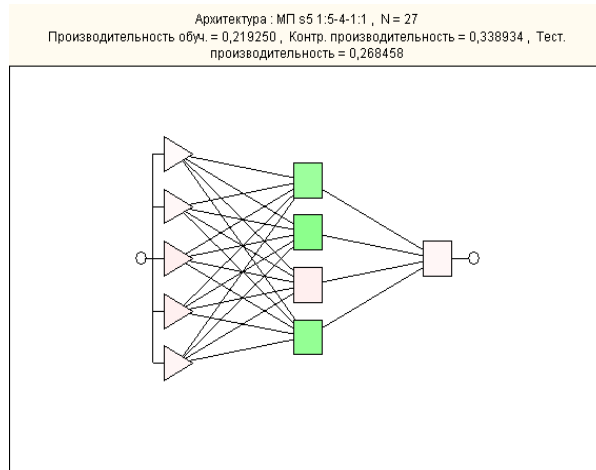 Архитектура : МП s5 1:5-4-1:1 , N = 27
Производительность обуч. = 0,219250 , Контр. производительность = 0,338934 , Тест.
производительность = 0,268458